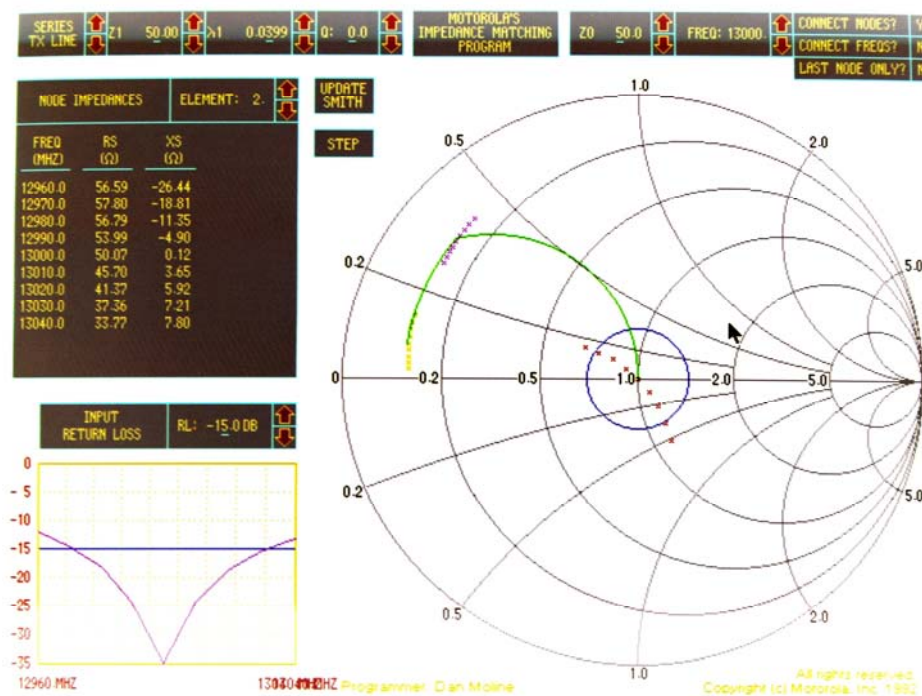 SERIES TX LINE
Z1 50.00
λ1 0.0399
Q: 0.0
MOTOROLA'S IMPEDANCE MATCHING PROGRAM
Z0 50.0
FREQ: 13000.
CONNECT NODES?
CONNECT FREQS? N
LAST NODE ONLY? N
NODE IMPEDANCES
ELEMENT: 2.
UPDATE SMITH
STEP
FREQ (MHZ) RS (Ω) XS (Ω)
12960.0 56.59 -26.44
12970.0 57.80 -18.81
12980.0 56.79 -11.35
12990.0 53.99 -4.90
13000.0 50.07 0.12
13010.0 45.70 3.65
13020.0 41.37 5.92
13030.0 37.36 7.21
13040.0 33.77 7.80
1.0
0.5 2.0
0.2 5.0
0 0.2 0.5 1.0 2.0 5.0
0.2 5.0
0.5 2.0
1.0
INPUT RETURN LOSS
RL: -15.0 DB
0
-5
-10
-15
-20
-25
-30
-35
12960 MHZ
Programmer, Dan Moline
All rights reserved
Copyright (c) Motorola, Inc.